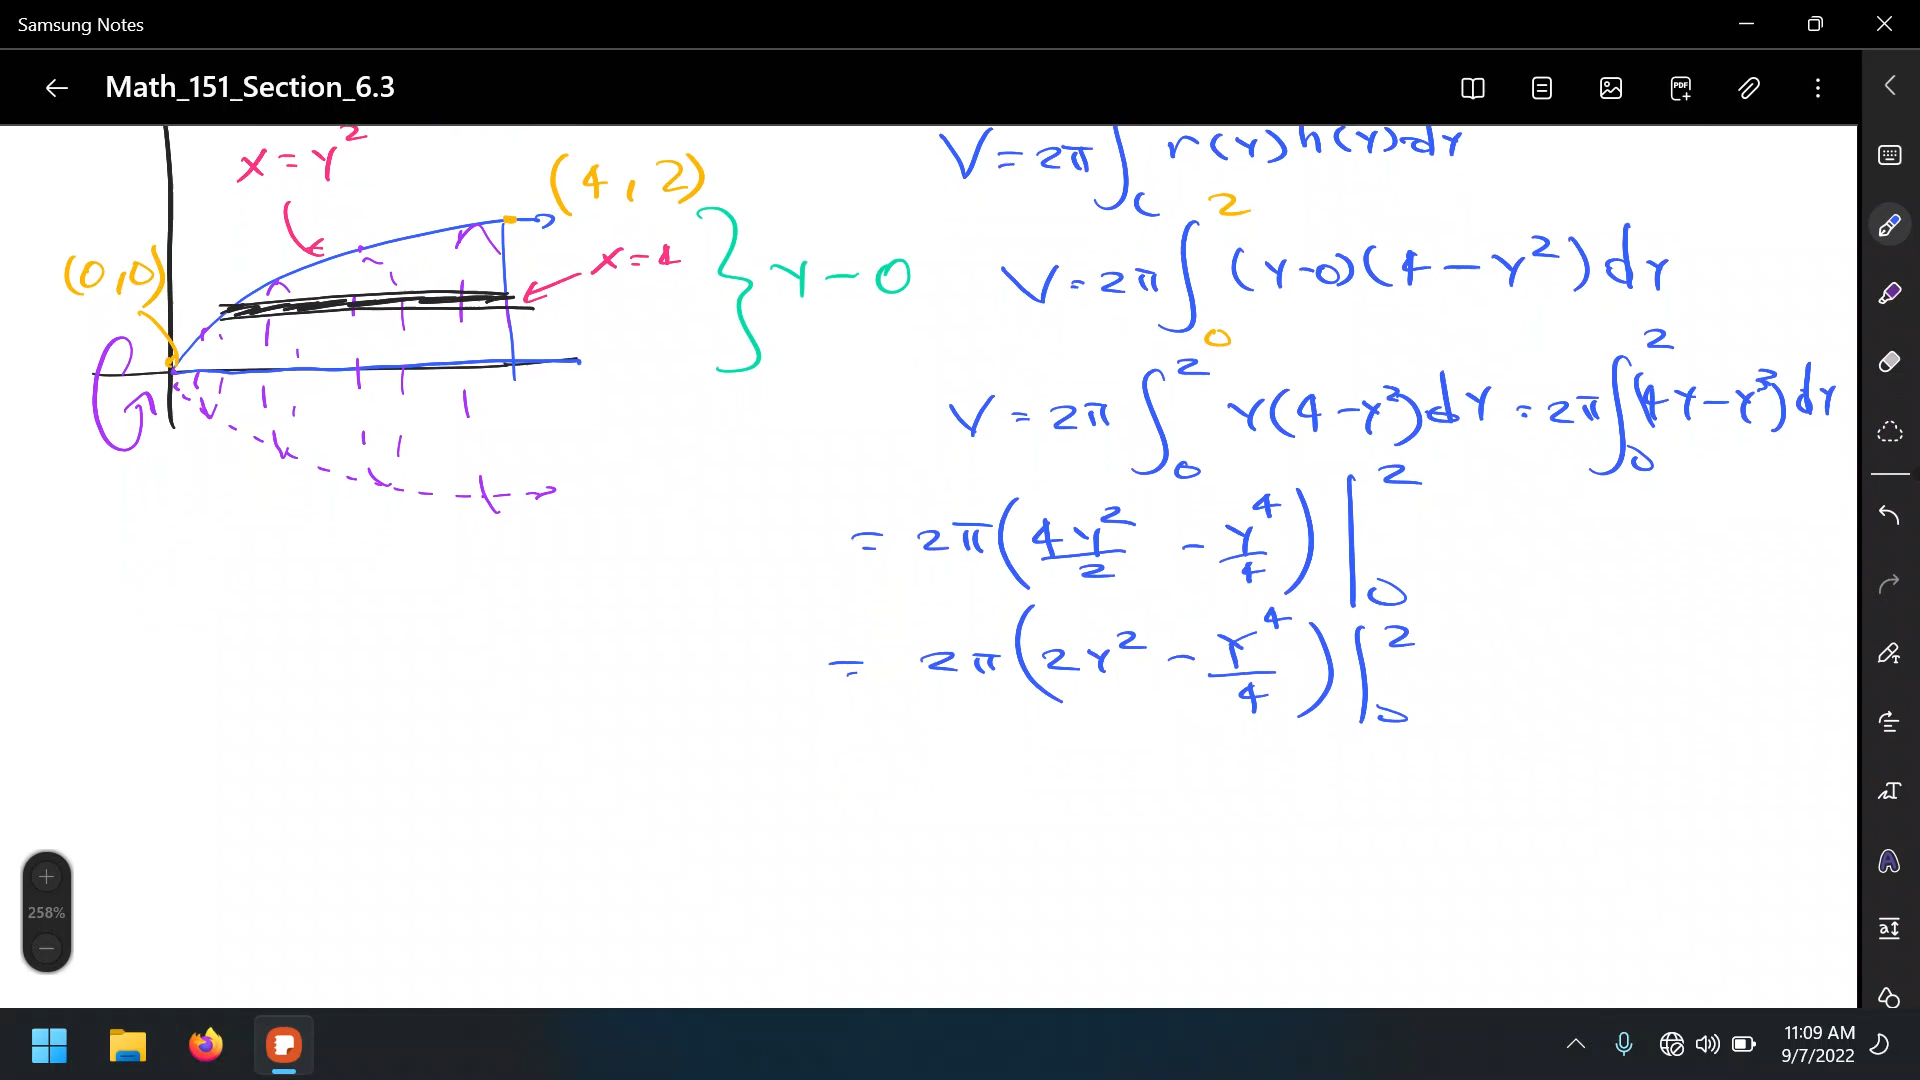 Samsung Notes
Math_151_Section_6.3
x = y²
(4, 2)
(0,0)
x = 4
y - 0
V = 2π ∫_c r(y) h(y) dy
V = 2π ∫₀² (y-0)(4 - y²) dy
V = 2π ∫₀² y(4 - y²) dy = 2π ∫₀² (4y - y³) dy
= 2π (4y²/2 - y⁴/4) |₀²
= 2π (2y² - y⁴/4) |₀²
258%
PDF
11:09 AM
9/7/2022